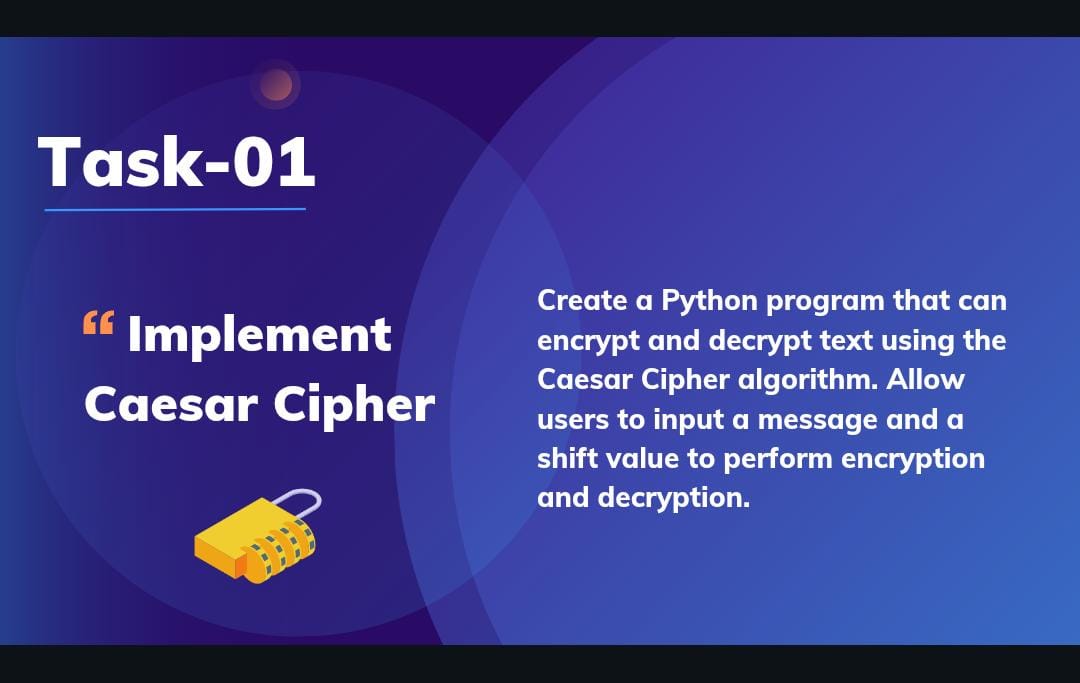 Task-01
“ Implement
Caesar Cipher
Create a Python program that can
encrypt and decrypt text using the
Caesar Cipher algorithm. Allow
users to input a message and a
shift value to perform encryption
and decryption.